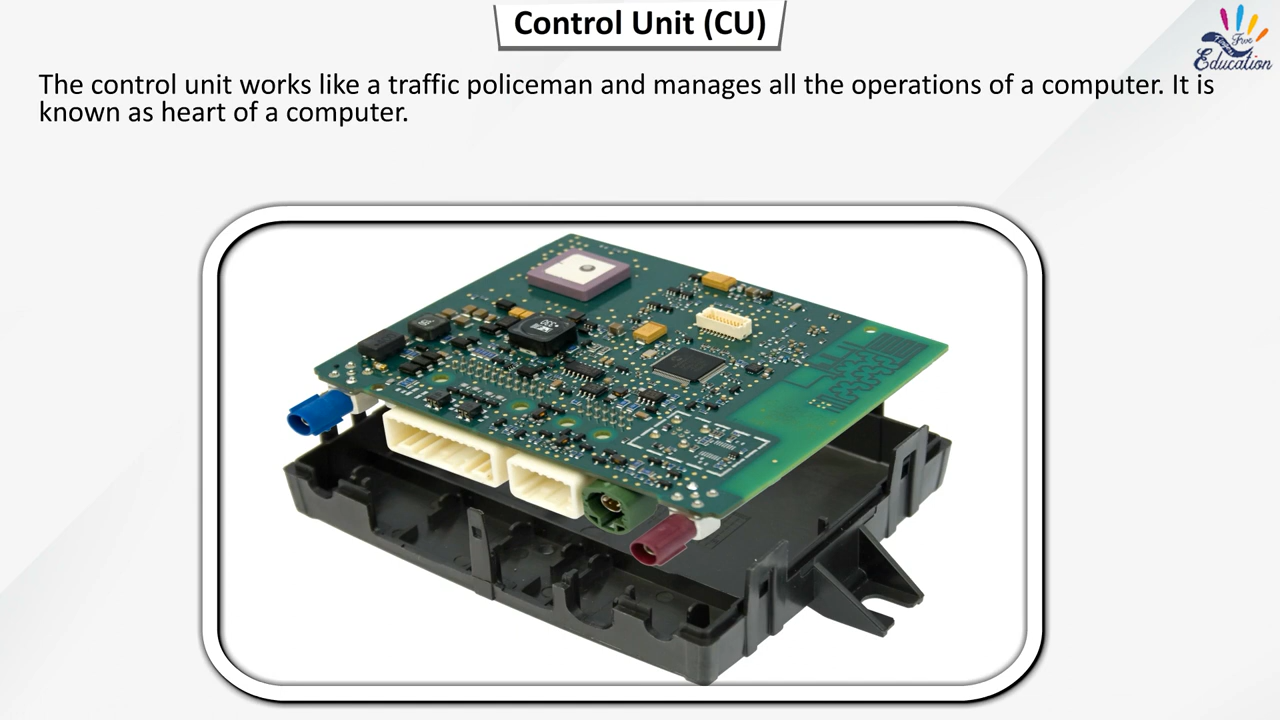 Control Unit (CU)
Free
Education
The control unit works like a traffic policeman and manages all the operations of a computer. It is
known as heart of a computer.